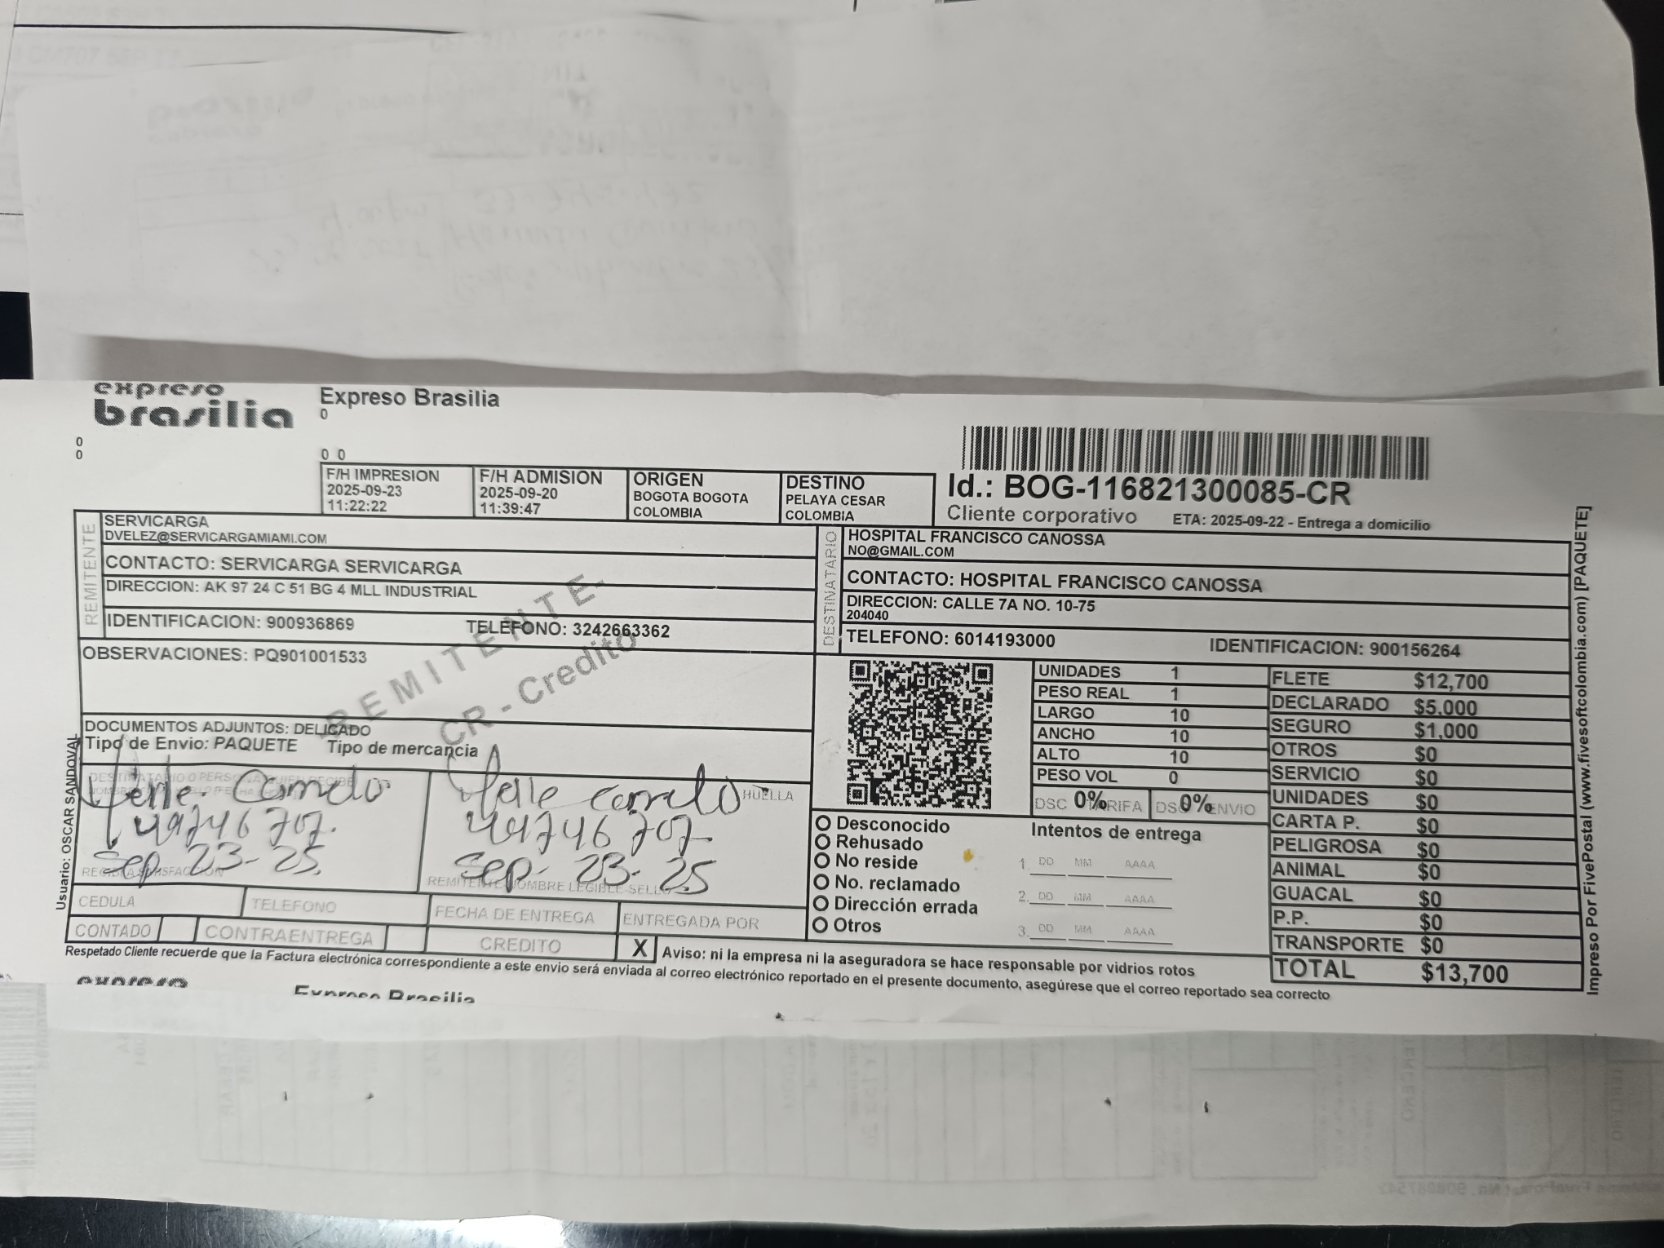 expreso
brasilia
Expreso Brasilia
0
0
0
0 0
F/H IMPRESION
2025-09-23
11:22:22
F/H ADMISION
2025-09-20
11:39:47
ORIGEN
BOGOTA BOGOTA
COLOMBIA
DESTINO
PELAYA CESAR
COLOMBIA
Id.: BOG-116821300085-CR
Cliente corporativo ETA: 2025-09-22 - Entrega a domicilio
REMITENTE
SERVICARGA
DVELEZ@SERVICARGAMIAMI.COM
CONTACTO: SERVICARGA SERVICARGA
DIRECCION: AK 97 24 C 51 BG 4 MLL INDUSTRIAL
IDENTIFICACION: 900936869 TELEFONO: 3242663362
DESTINATARIO
HOSPITAL FRANCISCO CANOSSA
NO@GMAIL.COM
CONTACTO: HOSPITAL FRANCISCO CANOSSA
DIRECCION: CALLE 7A NO. 10-75
204040
TELEFONO: 6014193000 IDENTIFICACION: 900156264
OBSERVACIONES: PQ901001533
REMITENTE-
CR - Credito
DOCUMENTOS ADJUNTOS: DELICADO
Tipo de Envio: PAQUETE Tipo de mercancia
DESTINATARIO O PERSONA QUIEN RECIBE
HUELLA
49746707.
Sep. 23-25.
RECIBI A SATISFACCION
49746707
Sep. 23-25
REMITENTE NOMBRE LEGIBLE SELLO
CEDULA
TELEFONO
FECHA DE ENTREGA
ENTREGADA POR
CONTADO
CONTRAENTREGA
CREDITO
X
Usuario: OSCAR SANDOVAL
UNIDADES 1
PESO REAL 1
LARGO 10
ANCHO 10
ALTO 10
PESO VOL 0
DSC 0% TARIFA
DSC 0% ENVIO
Desconocido
Rehusado
No reside
No. reclamado
Dirección errada
Otros
Intentos de entrega
1 DD MM AAAA
2. DD MM AAAA
3. DD MM AAAA
FLETE $12,700
DECLARADO $5,000
SEGURO $1,000
OTROS $0
SERVICIO $0
UNIDADES $0
CARTA P. $0
PELIGROSA $0
ANIMAL $0
GUACAL $0
P.P. $0
TRANSPORTE $0
TOTAL $13,700
Aviso: ni la empresa ni la aseguradora se hace responsable por vidrios rotos
Respetado Cliente recuerde que la Factura electrónica correspondiente a este envio será enviada al correo electrónico reportado en el presente documento, asegúrese que el correo reportado sea correcto
Impreso Por FivePostal (www.fivesoftcolombia.com) [PAQUETE]
expreso
Expreso Brasilia